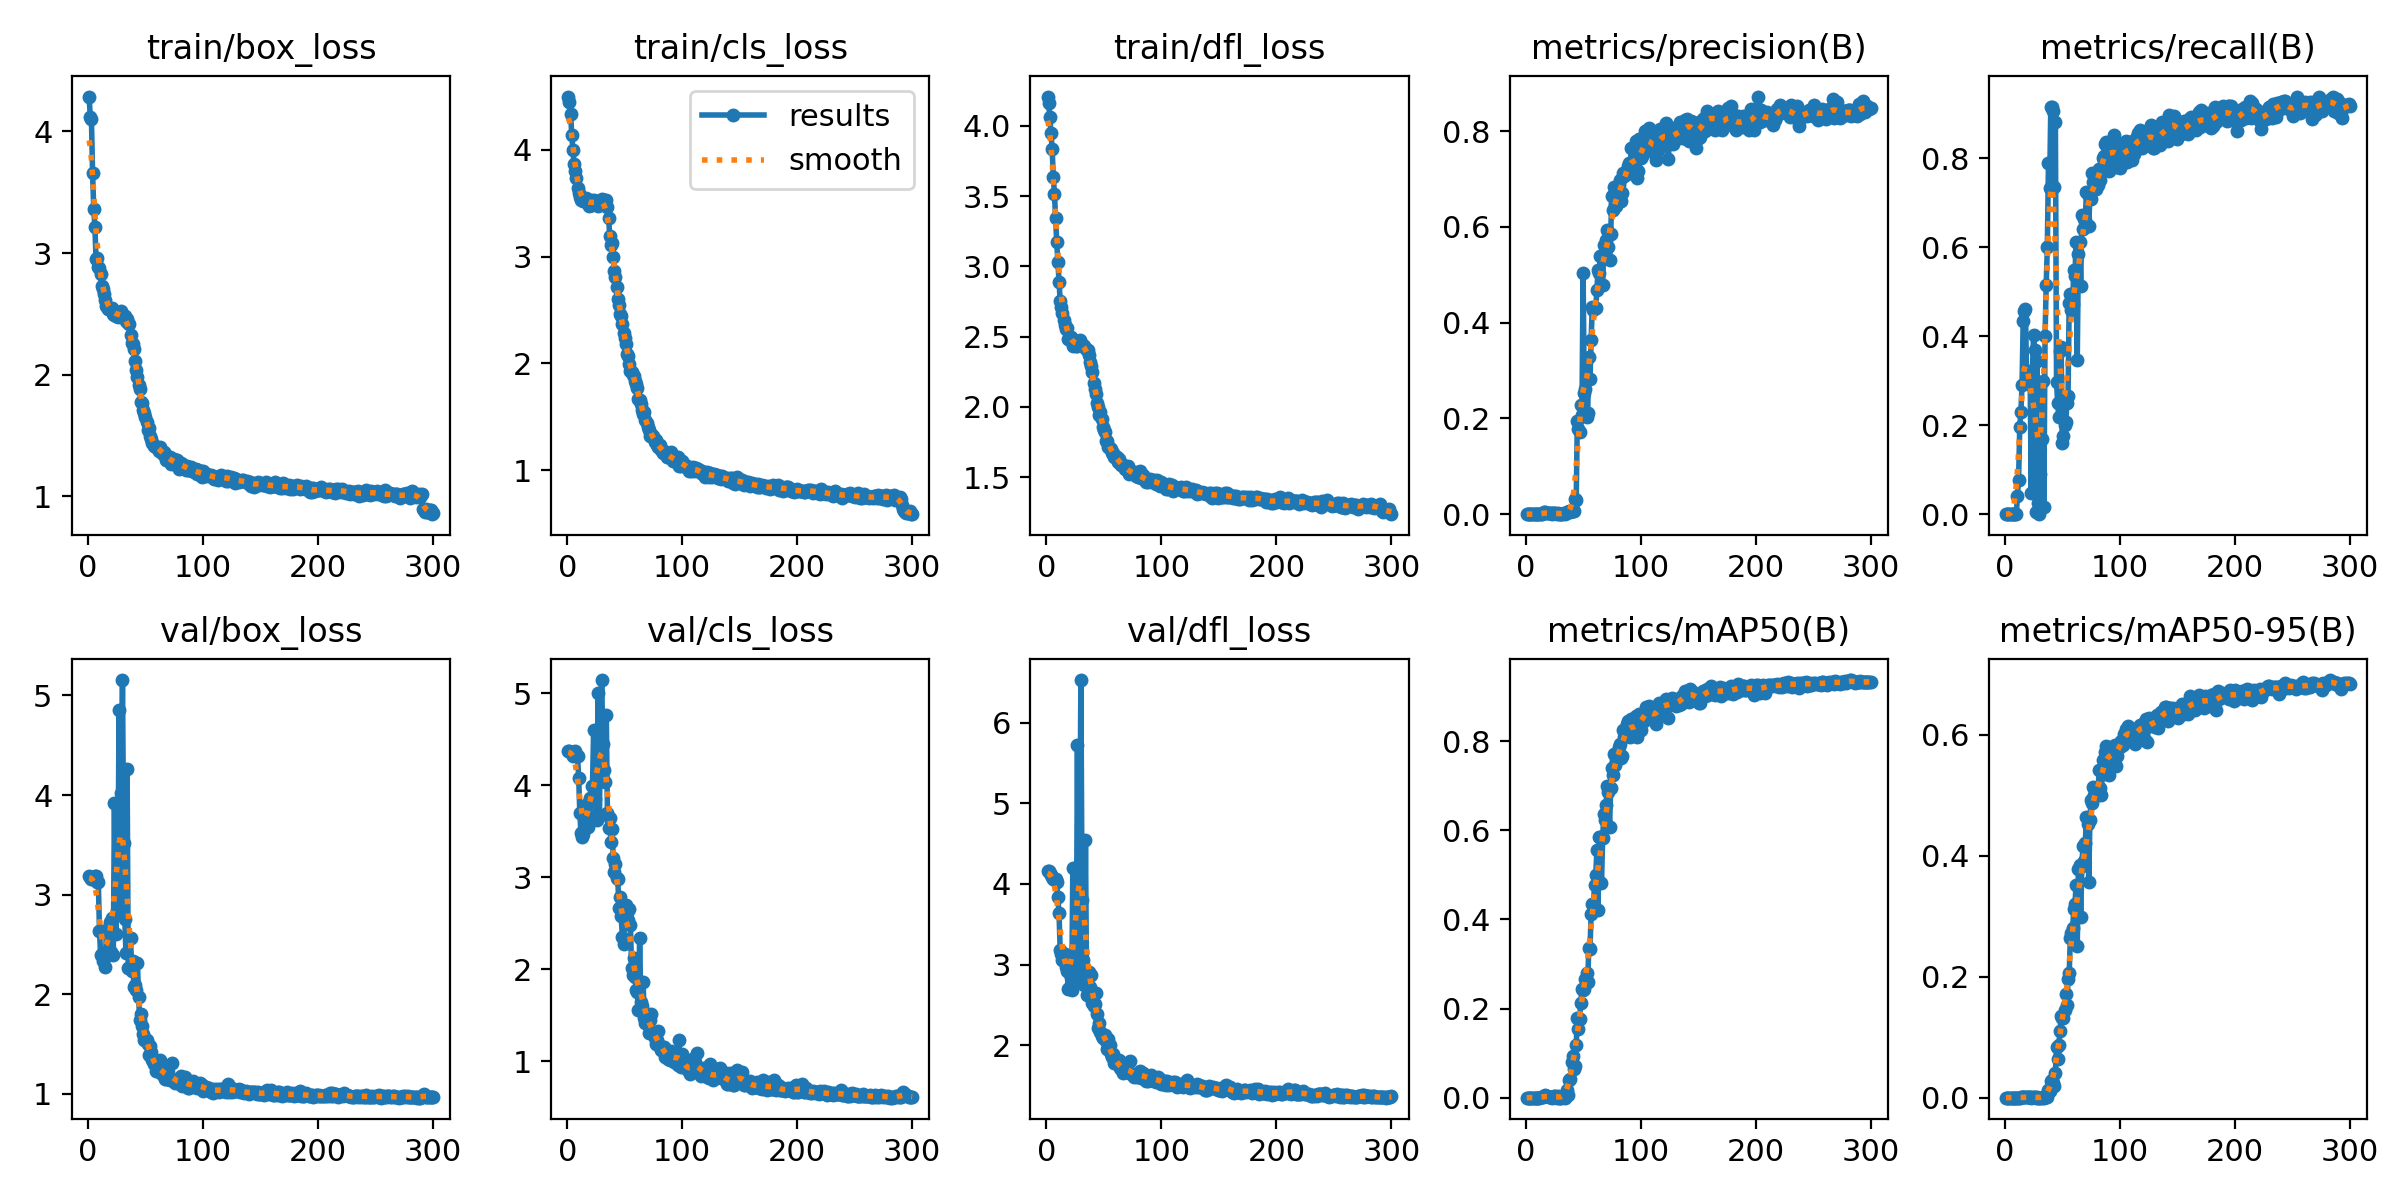 train/box_loss
4
3
2
1
0 100 200 300
train/cls_loss
results
smooth
4
3
2
1
0 100 200 300
train/dfl_loss
4.0
3.5
3.0
2.5
2.0
1.5
0 100 200 300
metrics/precision(B)
0.8
0.6
0.4
0.2
0.0
0 100 200 300
metrics/recall(B)
0.8
0.6
0.4
0.2
0.0
0 100 200 300
val/box_loss
5
4
3
2
1
0 100 200 300
val/cls_loss
5
4
3
2
1
0 100 200 300
val/dfl_loss
6
5
4
3
2
0 100 200 300
metrics/mAP50(B)
0.8
0.6
0.4
0.2
0.0
0 100 200 300
metrics/mAP50-95(B)
0.6
0.4
0.2
0.0
0 100 200 300